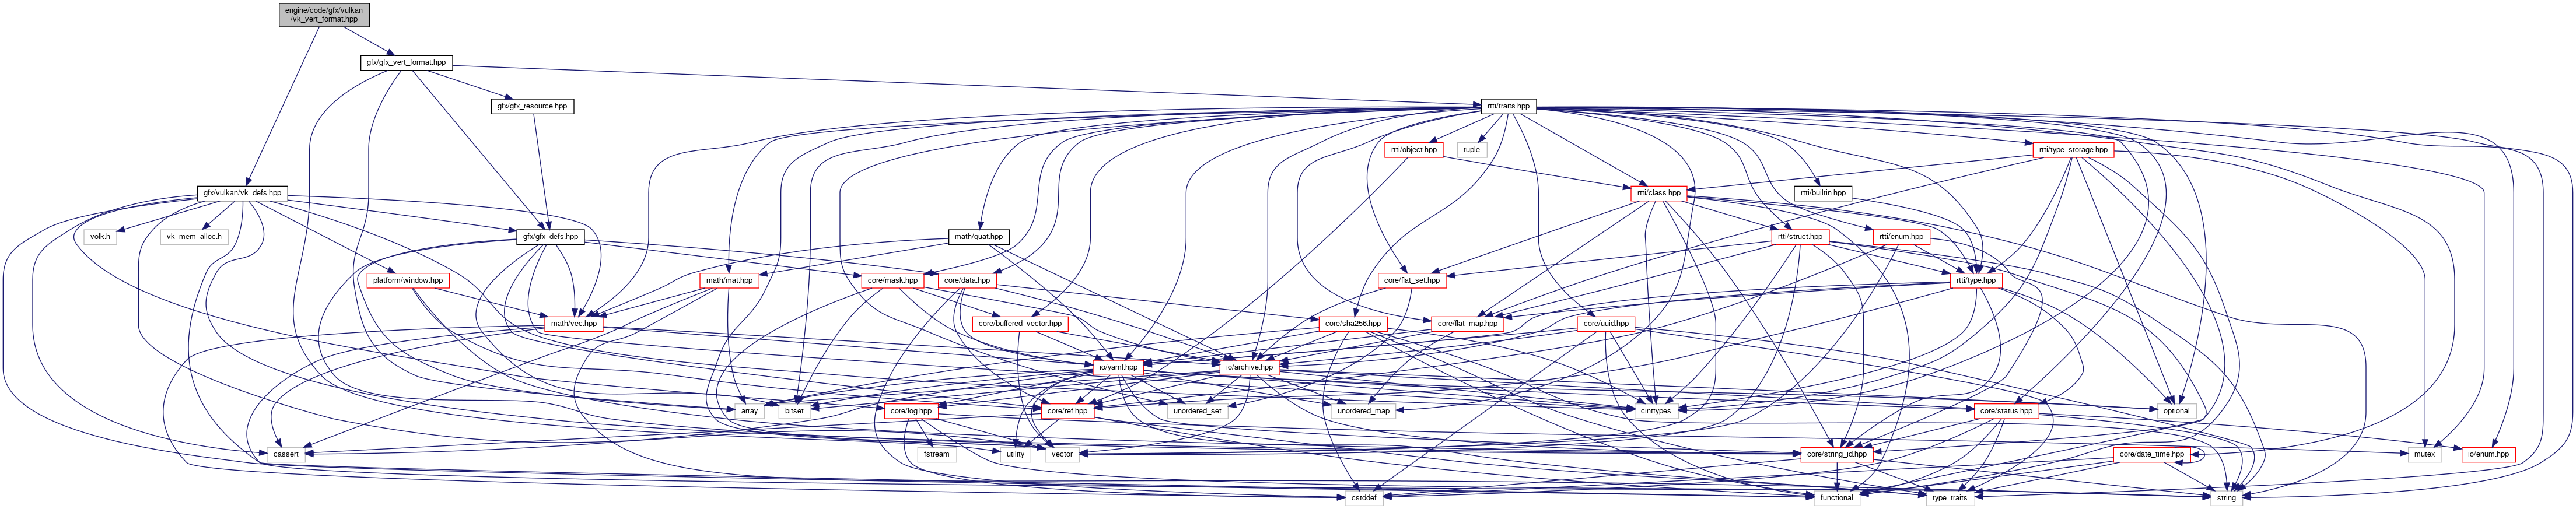 engine/code/gfx/vulkan
/vk_vert_format.hpp
gfx/gfx_vert_format.hpp
gfx/gfx_resource.hpp
rtti/traits.hpp
rtti/object.hpp
tuple
rtti/type_storage.hpp
gfx/vulkan/vk_defs.hpp
rtti/class.hpp
rtti/builtin.hpp
volk.h
vk_mem_alloc.h
gfx/gfx_defs.hpp
math/quat.hpp
rtti/struct.hpp
rtti/enum.hpp
platform/window.hpp
math/mat.hpp
core/mask.hpp
core/data.hpp
core/flat_set.hpp
rtti/type.hpp
math/vec.hpp
core/buffered_vector.hpp
core/sha256.hpp
core/flat_map.hpp
core/uuid.hpp
io/yaml.hpp
io/archive.hpp
array
bitset
core/log.hpp
core/ref.hpp
unordered_set
unordered_map
cinttypes
core/status.hpp
optional
cassert
fstream
utility
vector
core/string_id.hpp
core/date_time.hpp
mutex
io/enum.hpp
cstddef
functional
type_traits
string